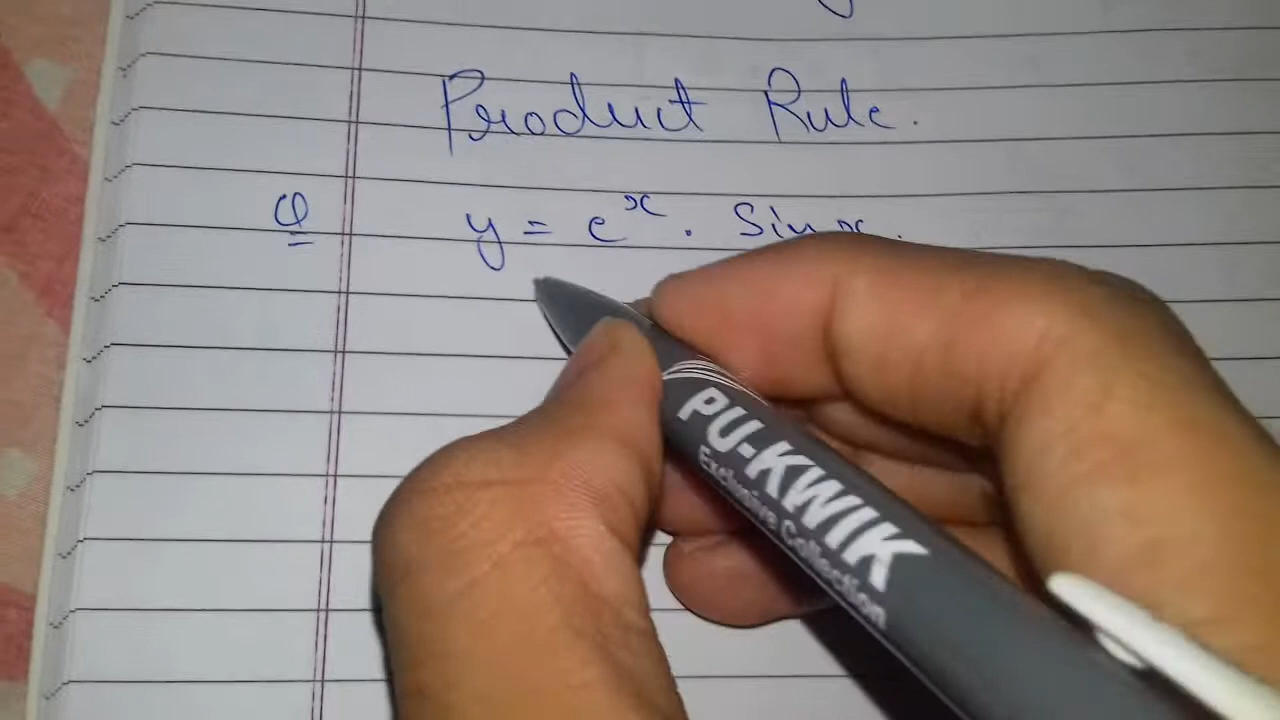 Product Rule.
Q y = e^x . Sin x.
PU-KWIK
Exclusive Collection